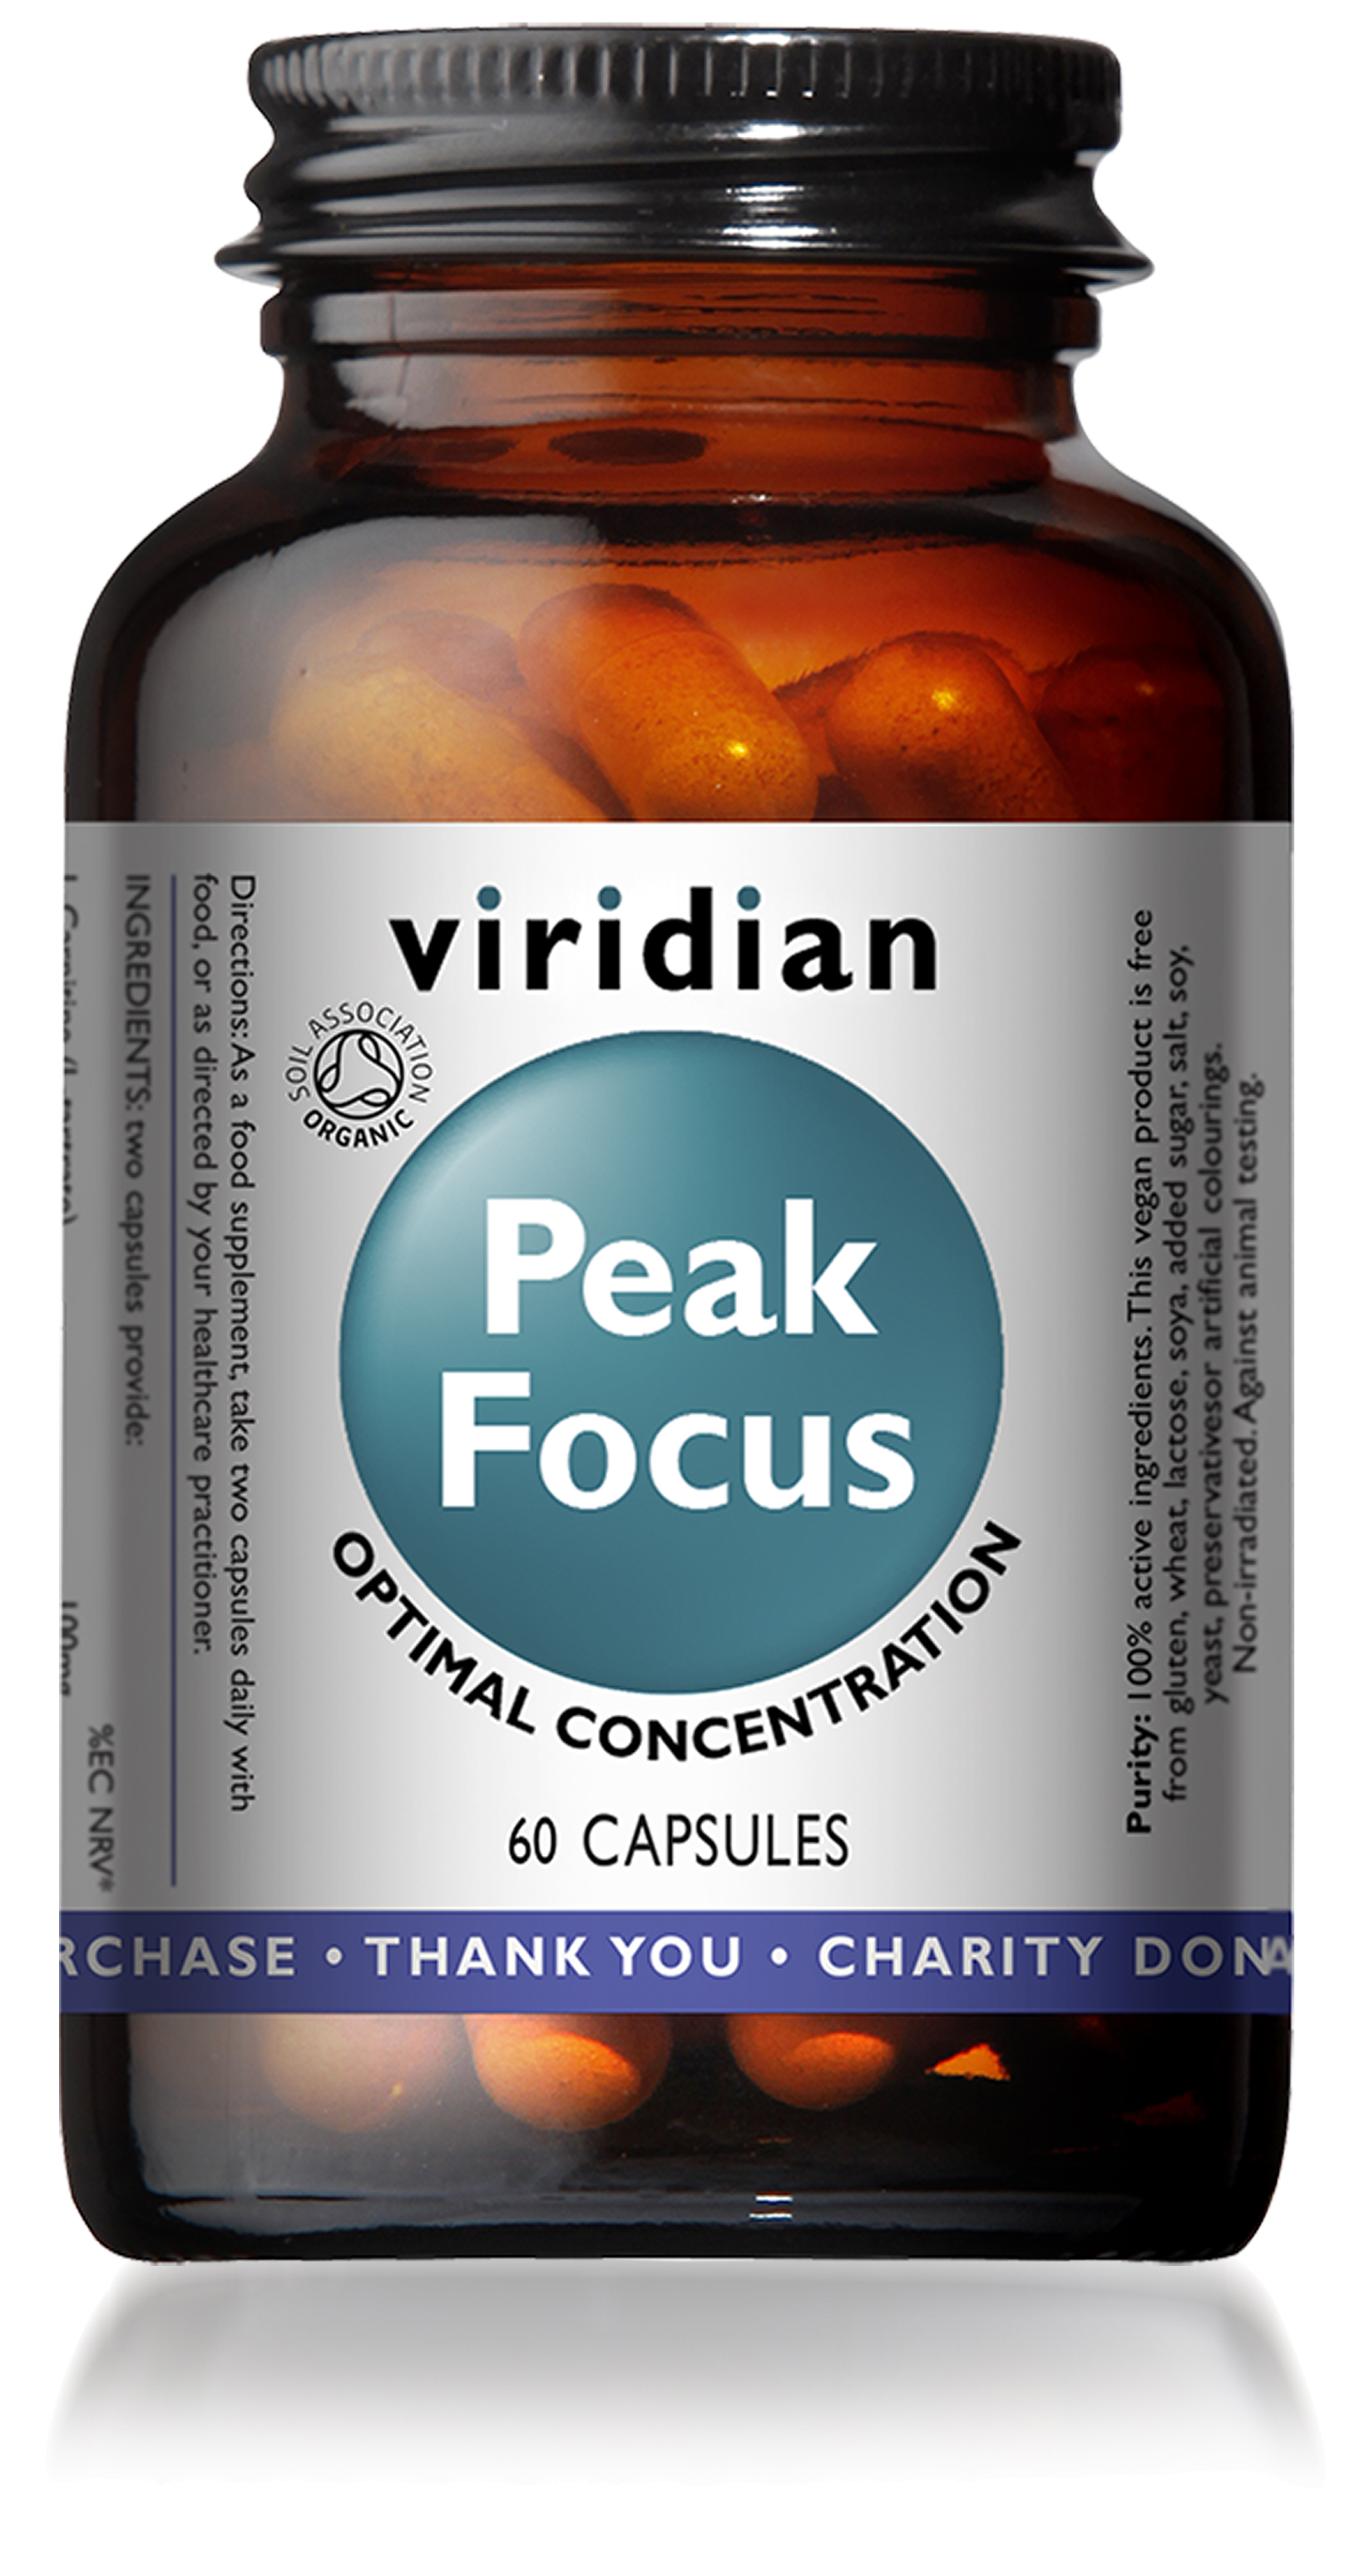 viridian
SOIL ASSOCIATION
ORGANIC
Peak
Focus
OPTIMAL CONCENTRATION
60 CAPSULES
RCHASE • THANK YOU • CHARITY DONA
Directions: As a food supplement, take two capsules daily with
food, or as directed by your healthcare practitioner.
INGREDIENTS: two capsules provide:
%EC NRV*
100mg
Purity: 100% active ingredients. This vegan product is free
from gluten, wheat, lactose, soya, added sugar, salt, soy,
yeast, preservativesor artificial colourings.
Non-irradiated. Against animal testing.